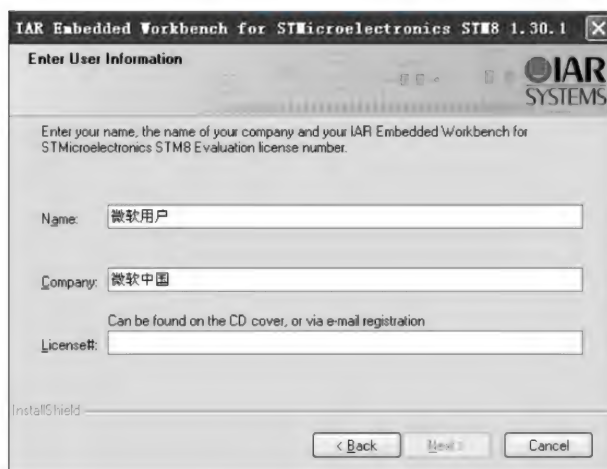 IAR Embedded Workbench for STMicroelectronics STM8 1.30.1
Enter User Information
IAR
SYSTEMS
Enter your name, the name of your company and your IAR Embedded Workbench for
STMicroelectronics STM8 Evaluation license number.
Name: 微软用户
Company: 微软中国
Can be found on the CD cover, or via e-mail registration
License#:
InstallShield
< Back Next > Cancel